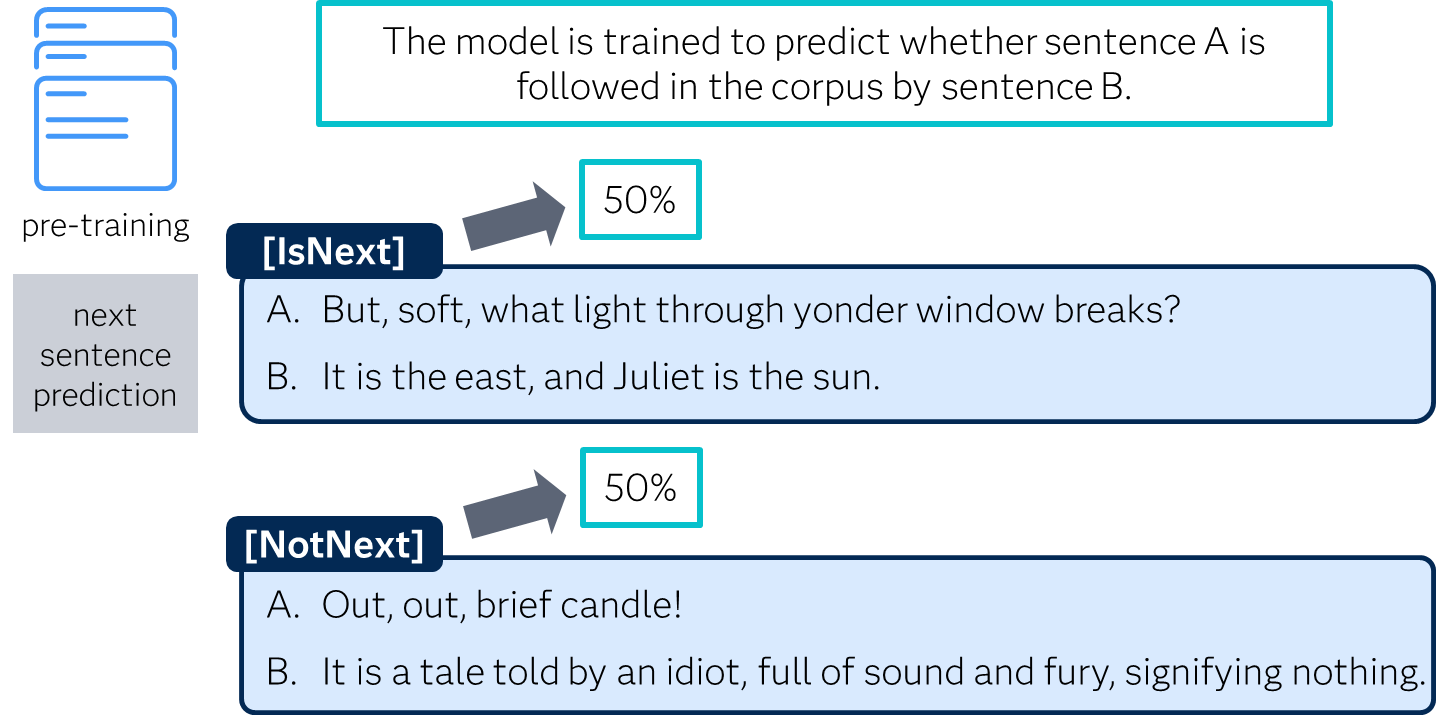 The model is trained to predict whether sentence A is
followed in the corpus by sentence B.
pre-training
next
sentence
prediction
50%
[IsNext]
A. But, soft, what light through yonder window breaks?
B. It is the east, and Juliet is the sun.
50%
[NotNext]
A. Out, out, brief candle!
B. It is a tale told by an idiot, full of sound and fury, signifying nothing.